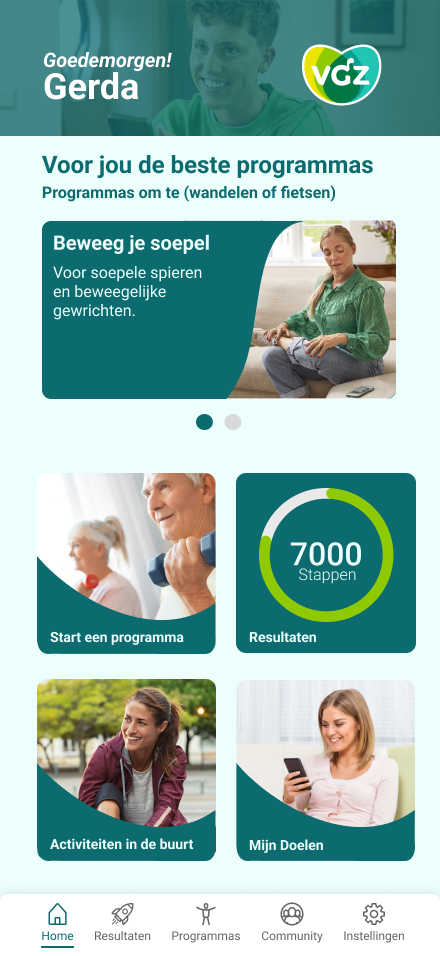 Goedemorgen!
Gerda
VGZ
Voor jou de beste programmas
Programmas om te (wandelen of fietsen)
Beweeg je soepel
Voor soepele spieren
en beweegelijke
gewrichten.
Start een programma
7000
Stappen
Resultaten
Activiteiten in de buurt
Mijn Doelen
Home
Resultaten
Programmas
Community
Instellingen